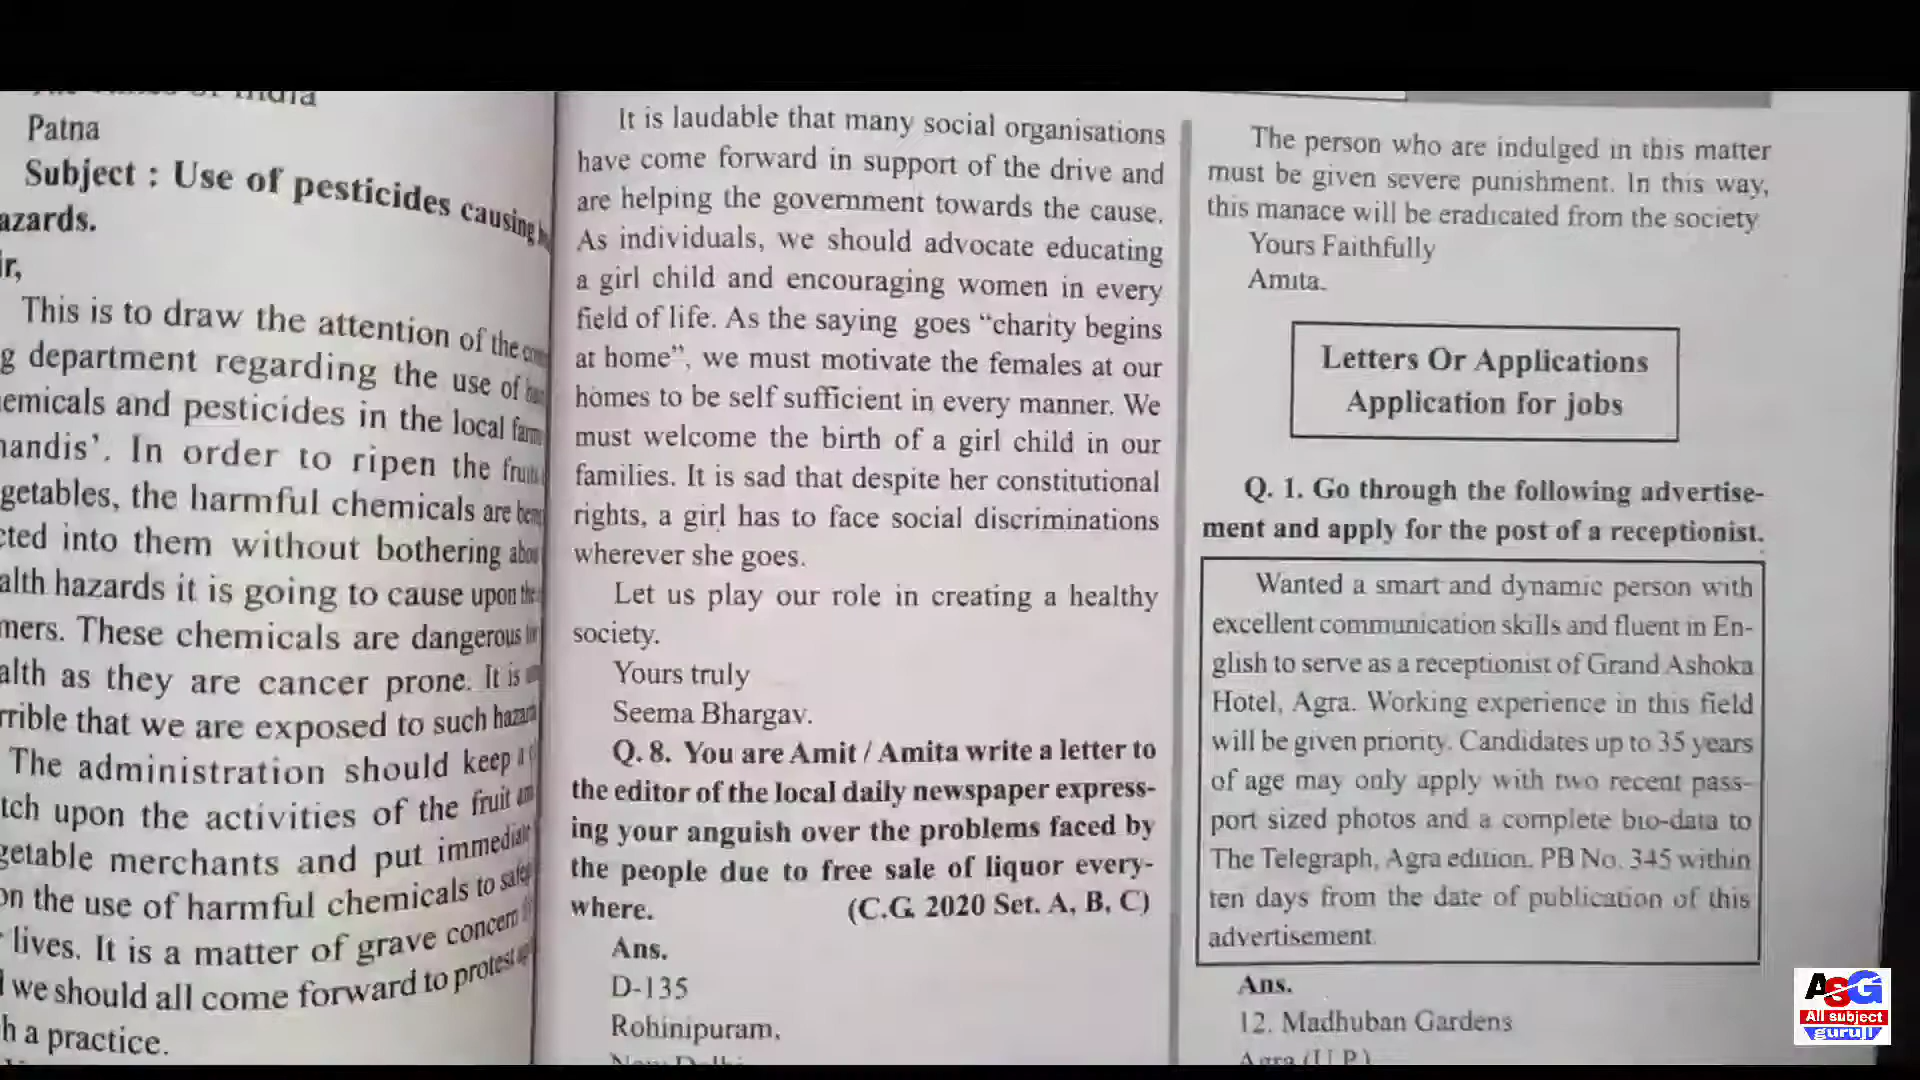 Patna
Subject : Use of pesticides causing
azards.
ir,
This is to draw the attention of the
g department regarding the use of
emicals and pesticides in the local
andis'. In order to ripen the
getables, the harmful chemicals are
cted into them without bothering
alth hazards it is going to cause upon
mers. These chemicals are dangerous
alth as they are cancer prone. It is
rrible that we are exposed to such
The administration should keep
tch upon the activities of the fruit
getable merchants and put
on the use of harmful chemicals to
lives. It is a matter of grave concern
we should all come forward to protest
h a practice.
It is laudable that many social organisations
have come forward in support of the drive and
are helping the government towards the cause.
As individuals, we should advocate educating
a girl child and encouraging women in every
field of life. As the saying goes "charity begins
at home", we must motivate the females at our
homes to be self sufficient in every manner. We
must welcome the birth of a girl child in our
families. It is sad that despite her constitutional
rights, a girl has to face social discriminations
wherever she goes.
Let us play our role in creating a healthy
society.
Yours truly
Seema Bhargav.
Q. 8. You are Amit / Amita write a letter to
the editor of the local daily newspaper express-
ing your anguish over the problems faced by
the people due to free sale of liquor every-
where. (C.G. 2020 Set. A, B, C)
Ans.
D-135
Rohinipuram,
The person who are indulged in this matter
must be given severe punishment. In this way,
this manace will be eradicated from the society
Yours Faithfully
Amita.
Letters Or Applications
Application for jobs
Q. 1. Go through the following advertise-
ment and apply for the post of a receptionist.
Wanted a smart and dynamic person with
excellent communication skills and fluent in En-
glish to serve as a receptionist of Grand Ashoka
Hotel, Agra. Working experience in this field
will be given priority. Candidates up to 35 years
of age may only apply with two recent pass-
port sized photos and a complete bio-data to
The Telegraph, Agra edition. PB No. 345 within
ten days from the date of publication of this
advertisement.
Ans.
12. Madhuban Gardens
Agra (U.P.)
ASG
All subject
guruji